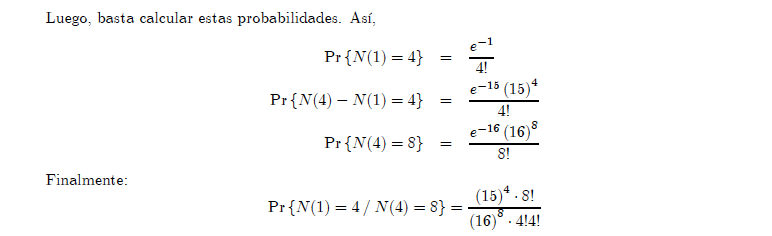 Luego, basta calcular estas probabilidades. Así,
Pr {N(1) = 4} = e^{-1} / 4!
Pr {N(4) − N(1) = 4} = e^{-15} (15)^4 / 4!
Pr {N(4) = 8} = e^{-16} (16)^8 / 8!
Finalmente:
Pr {N(1) = 4 / N(4) = 8} = (15)^4 · 8! / (16)^8 · 4!4!